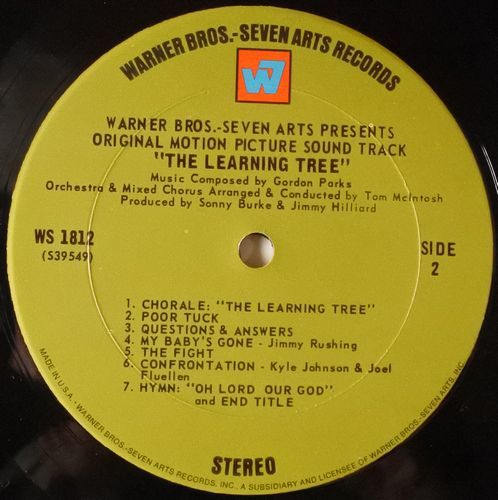 WARNER BROS.-SEVEN ARTS RECORDS
W7
WARNER BROS.-SEVEN ARTS PRESENTS
ORIGINAL MOTION PICTURE SOUND TRACK
"THE LEARNING TREE"
Music Composed by Gordon Parks
Orchestra & Mixed Chorus Arranged & Conducted by Tom McIntosh
Produced by Sonny Burke & Jimmy Hilliard
WS 1812
(S39549)
SIDE
2
1. CHORALE: "THE LEARNING TREE"
2. POOR TUCK
3. QUESTIONS & ANSWERS
4. MY BABY'S GONE - Jimmy Rushing
5. THE FIGHT
6. CONFRONTATION - Kyle Johnson & Joel
Fluellen
7. HYMN: "OH LORD OUR GOD"
and END TITLE
STEREO
MADE IN U.S.A. - WARNER BROS.-SEVEN ARTS RECORDS, INC., A SUBSIDIARY AND LICENSEE OF WARNER BROS.-SEVEN ARTS, INC.